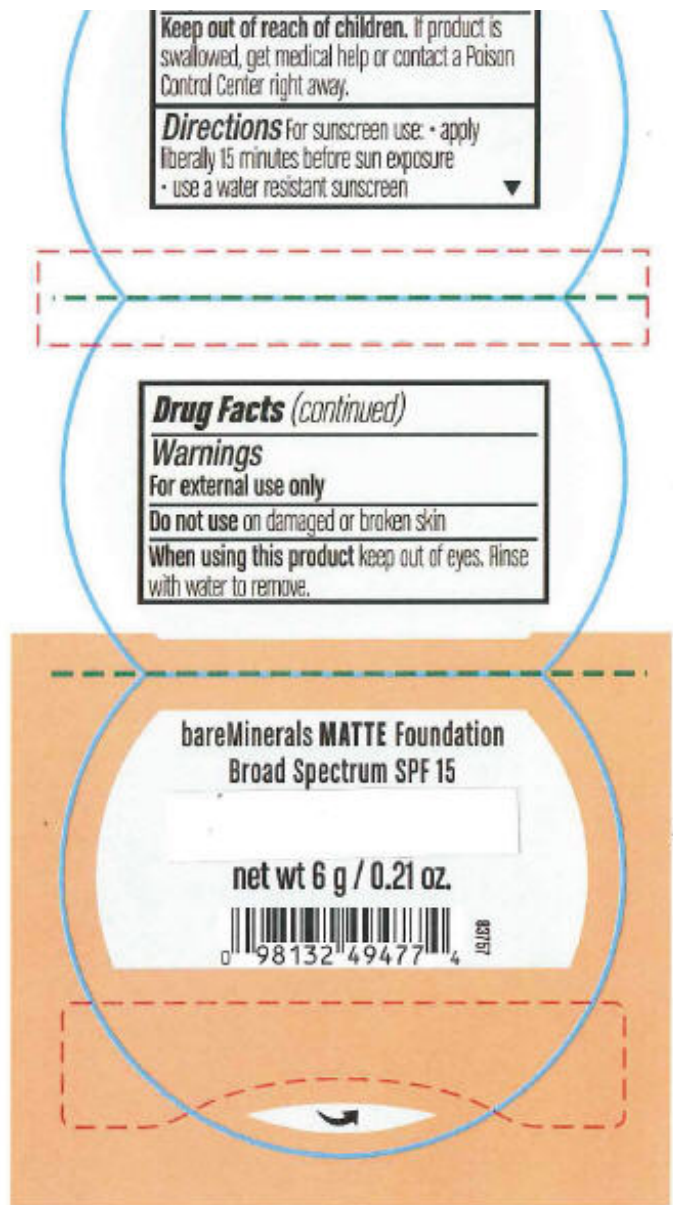 Keep out of reach of children. If product is
swallowed, get medical help or contact a Poison
Control Center right away.
Directions For sunscreen use: • apply
liberally 15 minutes before sun exposure
• use a water resistant sunscreen ▼
Drug Facts (continued)
Warnings
For external use only
Do not use on damaged or broken skin
When using this product keep out of eyes. Rinse
with water to remove.
bareMinerals MATTE Foundation
Broad Spectrum SPF 15
net wt 6 g / 0.21 oz.
83757
0 98132 49477 4